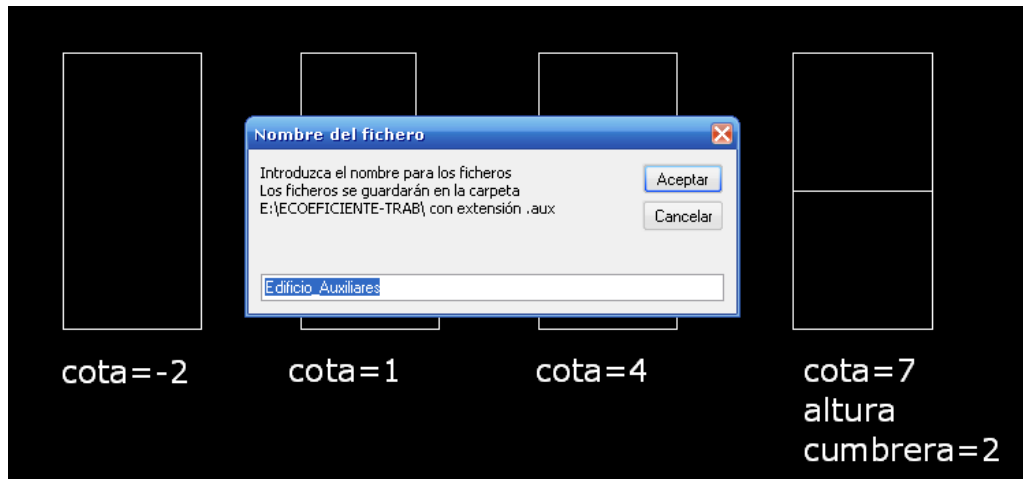 Nombre del fichero
Introduzca el nombre para los ficheros
Los ficheros se guardarán en la carpeta
E:\ECOEFICIENTE-TRAB\ con extensión .aux
Aceptar
Cancelar
Edificio_Auxiliares
cota=-2
cota=1
cota=4
cota=7
altura
cumbrera=2